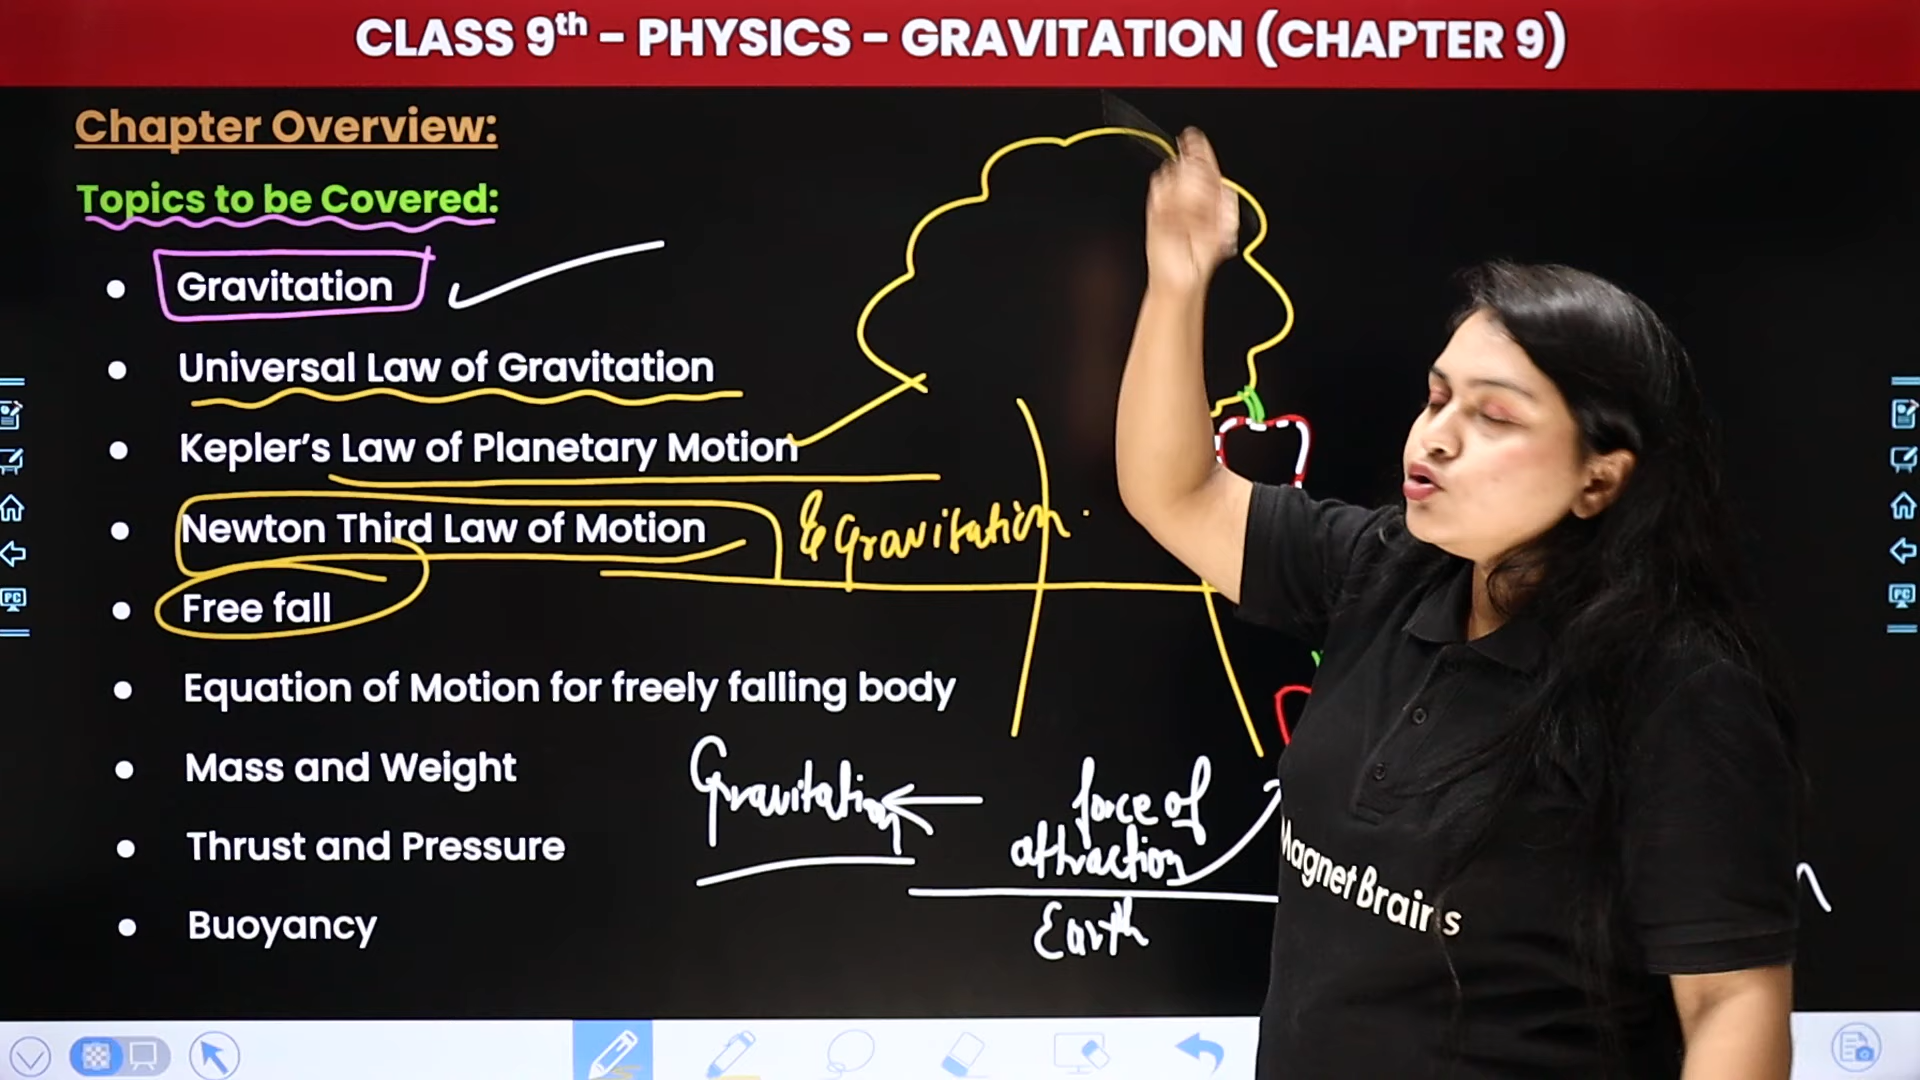 CLASS 9th - PHYSICS - GRAVITATION (CHAPTER 9)
Chapter Overview:
Topics to be Covered:
• Gravitation
• Universal Law of Gravitation
• Kepler's Law of Planetary Motion
• Newton Third Law of Motion & Gravitation.
• Free fall
• Equation of Motion for freely falling body
• Mass and Weight
• Thrust and Pressure
• Buoyancy
Gravitation
force of
attraction
Earth
Magnet Brains
PC
PC